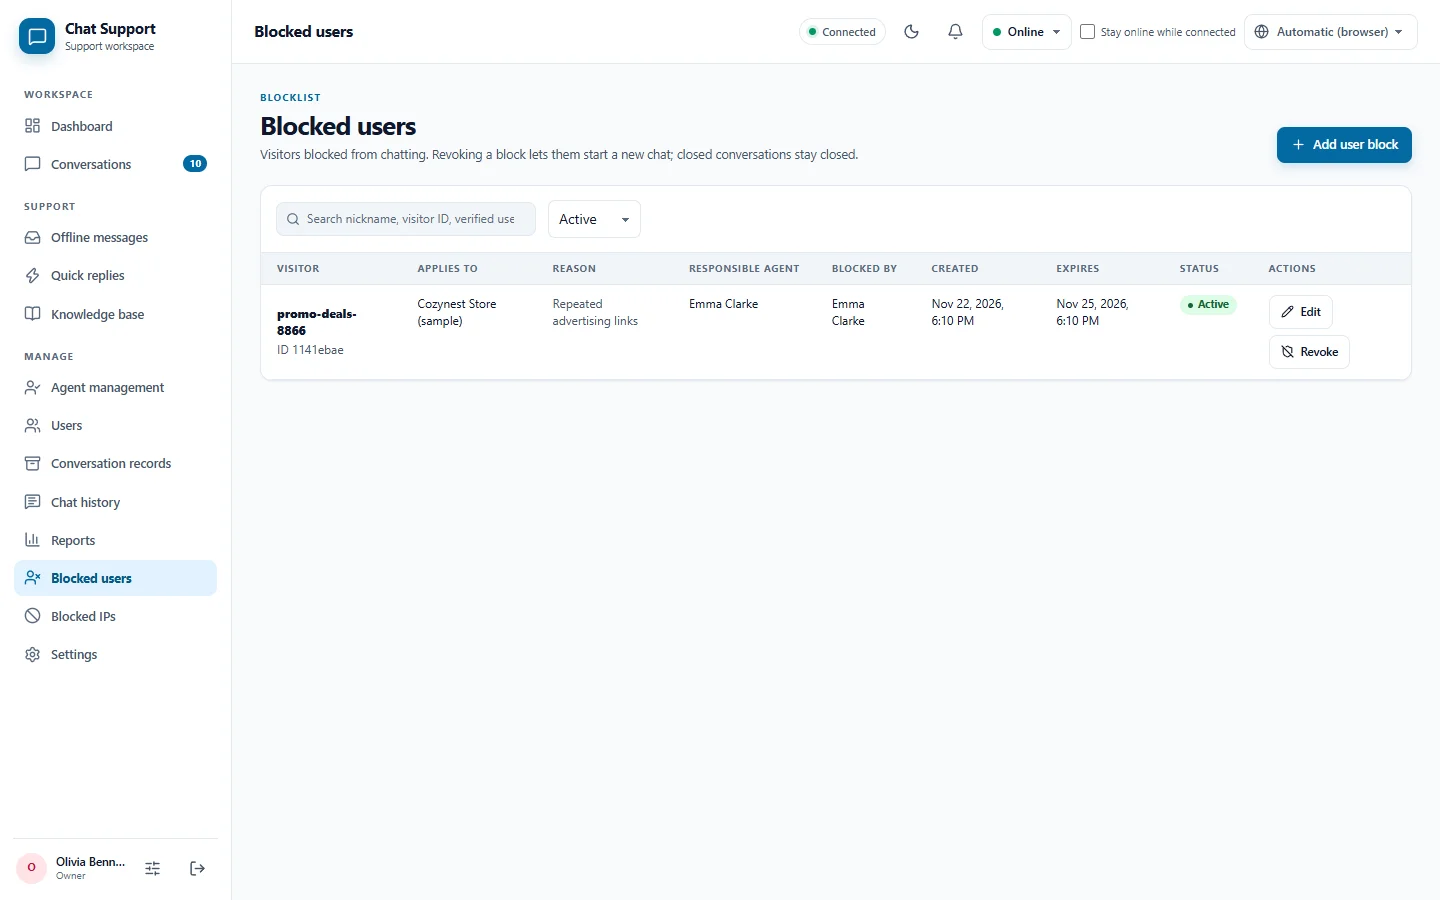 Chat Support
Support workspace
WORKSPACE
Dashboard
Conversations 10
SUPPORT
Offline messages
Quick replies
Knowledge base
MANAGE
Agent management
Users
Conversation records
Chat history
Reports
Blocked users
Blocked IPs
Settings
O
Olivia Benn...
Owner
Blocked users
Connected
Online
Stay online while connected
Automatic (browser)
BLOCKLIST
Blocked users
Visitors blocked from chatting. Revoking a block lets them start a new chat; closed conversations stay closed.
Add user block
Search nickname, visitor ID, verified use
Active
VISITOR APPLIES TO REASON RESPONSIBLE AGENT BLOCKED BY CREATED EXPIRES STATUS ACTIONS
promo-deals-
8866
ID 1141ebae
Cozynest Store
(sample)
Repeated
advertising links
Emma Clarke
Emma
Clarke
Nov 22, 2026,
6:10 PM
Nov 25, 2026,
6:10 PM
Active
Edit
Revoke